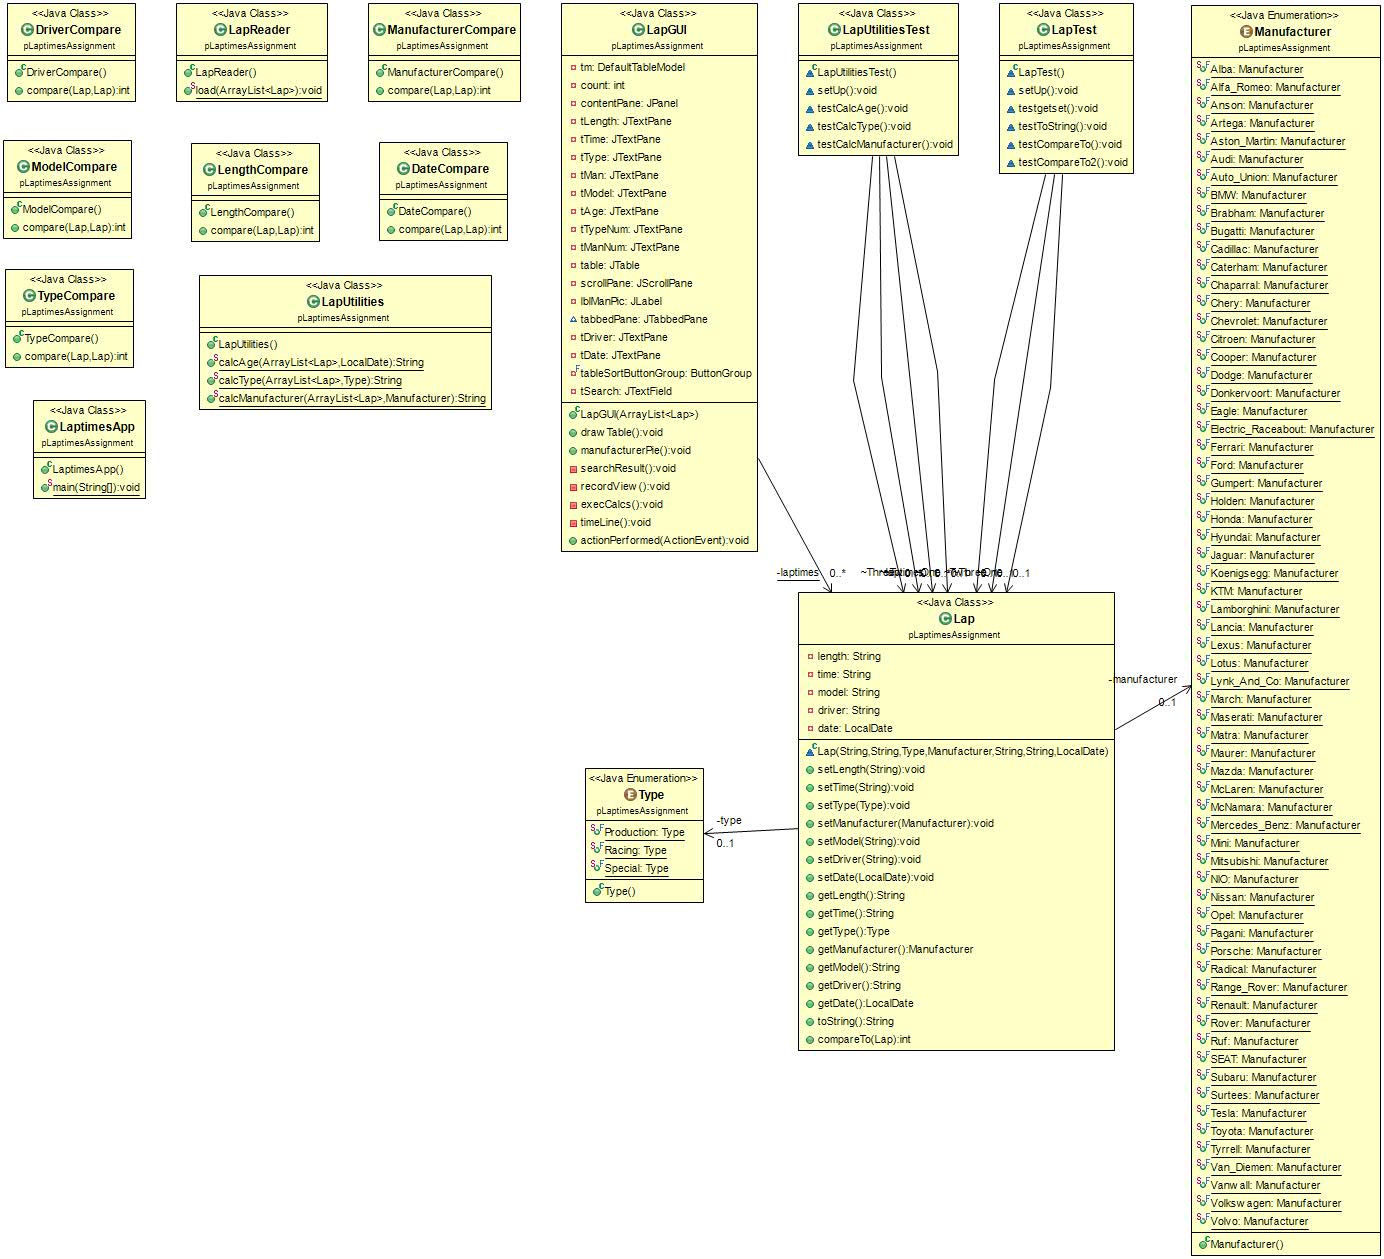 <<Java Class>>
DriverCompare
pLaptimesAssignment
DriverCompare()
compare(Lap,Lap):int
<<Java Class>>
LapReader
pLaptimesAssignment
LapReader()
load(ArrayList<Lap>):void
<<Java Class>>
ManufacturerCompare
pLaptimesAssignment
ManufacturerCompare()
compare(Lap,Lap):int
<<Java Class>>
ModelCompare
pLaptimesAssignment
ModelCompare()
compare(Lap,Lap):int
<<Java Class>>
LengthCompare
pLaptimesAssignment
LengthCompare()
compare(Lap,Lap):int
<<Java Class>>
DateCompare
pLaptimesAssignment
DateCompare()
compare(Lap,Lap):int
<<Java Class>>
TypeCompare
pLaptimesAssignment
TypeCompare()
compare(Lap,Lap):int
<<Java Class>>
LapUtilities
pLaptimesAssignment
LapUtilities()
calcAge(ArrayList<Lap>,LocalDate):String
calcType(ArrayList<Lap>,Type):String
calcManufacturer(ArrayList<Lap>,Manufacturer):String
<<Java Class>>
LaptimesApp
pLaptimesAssignment
LaptimesApp()
main(String[]):void
<<Java Class>>
LapGUI
pLaptimesAssignment
tm: DefaultTableModel
count: int
contentPane: JPanel
tLength: JTextPane
tTime: JTextPane
tType: JTextPane
tMan: JTextPane
tModel: JTextPane
tAge: JTextPane
tTypeNum: JTextPane
tManNum: JTextPane
table: JTable
scrollPane: JScrollPane
lblManPic: JLabel
tabbedPane: JTabbedPane
tDriver: JTextPane
tDate: JTextPane
tableSortButtonGroup: ButtonGroup
tSearch: JTextField
LapGUI(ArrayList<Lap>)
drawTable():void
manufacturerPie():void
searchResult():void
recordView():void
execCalcs():void
timeLine():void
actionPerformed(ActionEvent):void
<<Java Class>>
LapUtilitiesTest
pLaptimesAssignment
LapUtilitiesTest()
setUp():void
testCalcAge():void
testCalcType():void
testCalcManufacturer():void
<<Java Class>>
LapTest
pLaptimesAssignment
LapTest()
setUp():void
testgetset():void
testToString():void
testCompareTo():void
testCompareTo2():void
-laptimes 0..*
<<Java Class>>
Lap
pLaptimesAssignment
length: String
time: String
model: String
driver: String
date: LocalDate
Lap(String,String,Type,Manufacturer,String,String,LocalDate)
setLength(String):void
setTime(String):void
setType(Type):void
setManufacturer(Manufacturer):void
setModel(String):void
setDriver(String):void
setDate(LocalDate):void
getLength():String
getTime():String
getType():Type
getManufacturer():Manufacturer
getModel():String
getDriver():String
getDate():LocalDate
toString():String
compareTo(Lap):int
-manufacturer
0..1
-type
0..1
<<Java Enumeration>>
Type
pLaptimesAssignment
Production: Type
Racing: Type
Special: Type
Type()
<<Java Enumeration>>
Manufacturer
pLaptimesAssignment
Alba: Manufacturer
Alfa_Romeo: Manufacturer
Anson: Manufacturer
Artega: Manufacturer
Aston_Martin: Manufacturer
Audi: Manufacturer
Auto_Union: Manufacturer
BMW: Manufacturer
Brabham: Manufacturer
Bugatti: Manufacturer
Cadillac: Manufacturer
Caterham: Manufacturer
Chaparral: Manufacturer
Chery: Manufacturer
Chevrolet: Manufacturer
Citroen: Manufacturer
Cooper: Manufacturer
Dodge: Manufacturer
Donkervoort: Manufacturer
Eagle: Manufacturer
Electric_Raceabout: Manufacturer
Ferrari: Manufacturer
Ford: Manufacturer
Gumpert: Manufacturer
Holden: Manufacturer
Honda: Manufacturer
Hyundai: Manufacturer
Jaguar: Manufacturer
Koenigsegg: Manufacturer
KTM: Manufacturer
Lamborghini: Manufacturer
Lancia: Manufacturer
Lexus: Manufacturer
Lotus: Manufacturer
Lynk_And_Co: Manufacturer
March: Manufacturer
Maserati: Manufacturer
Matra: Manufacturer
Maurer: Manufacturer
Mazda: Manufacturer
McLaren: Manufacturer
McNamara: Manufacturer
Mercedes_Benz: Manufacturer
Mini: Manufacturer
Mitsubishi: Manufacturer
NIO: Manufacturer
Nissan: Manufacturer
Opel: Manufacturer
Pagani: Manufacturer
Porsche: Manufacturer
Radical: Manufacturer
Range_Rover: Manufacturer
Renault: Manufacturer
Rover: Manufacturer
Ruf: Manufacturer
SEAT: Manufacturer
Subaru: Manufacturer
Surtees: Manufacturer
Tesla: Manufacturer
Toyota: Manufacturer
Tyrrell: Manufacturer
Van_Diemen: Manufacturer
Vanwall: Manufacturer
Volkswagen: Manufacturer
Volvo: Manufacturer
Manufacturer()